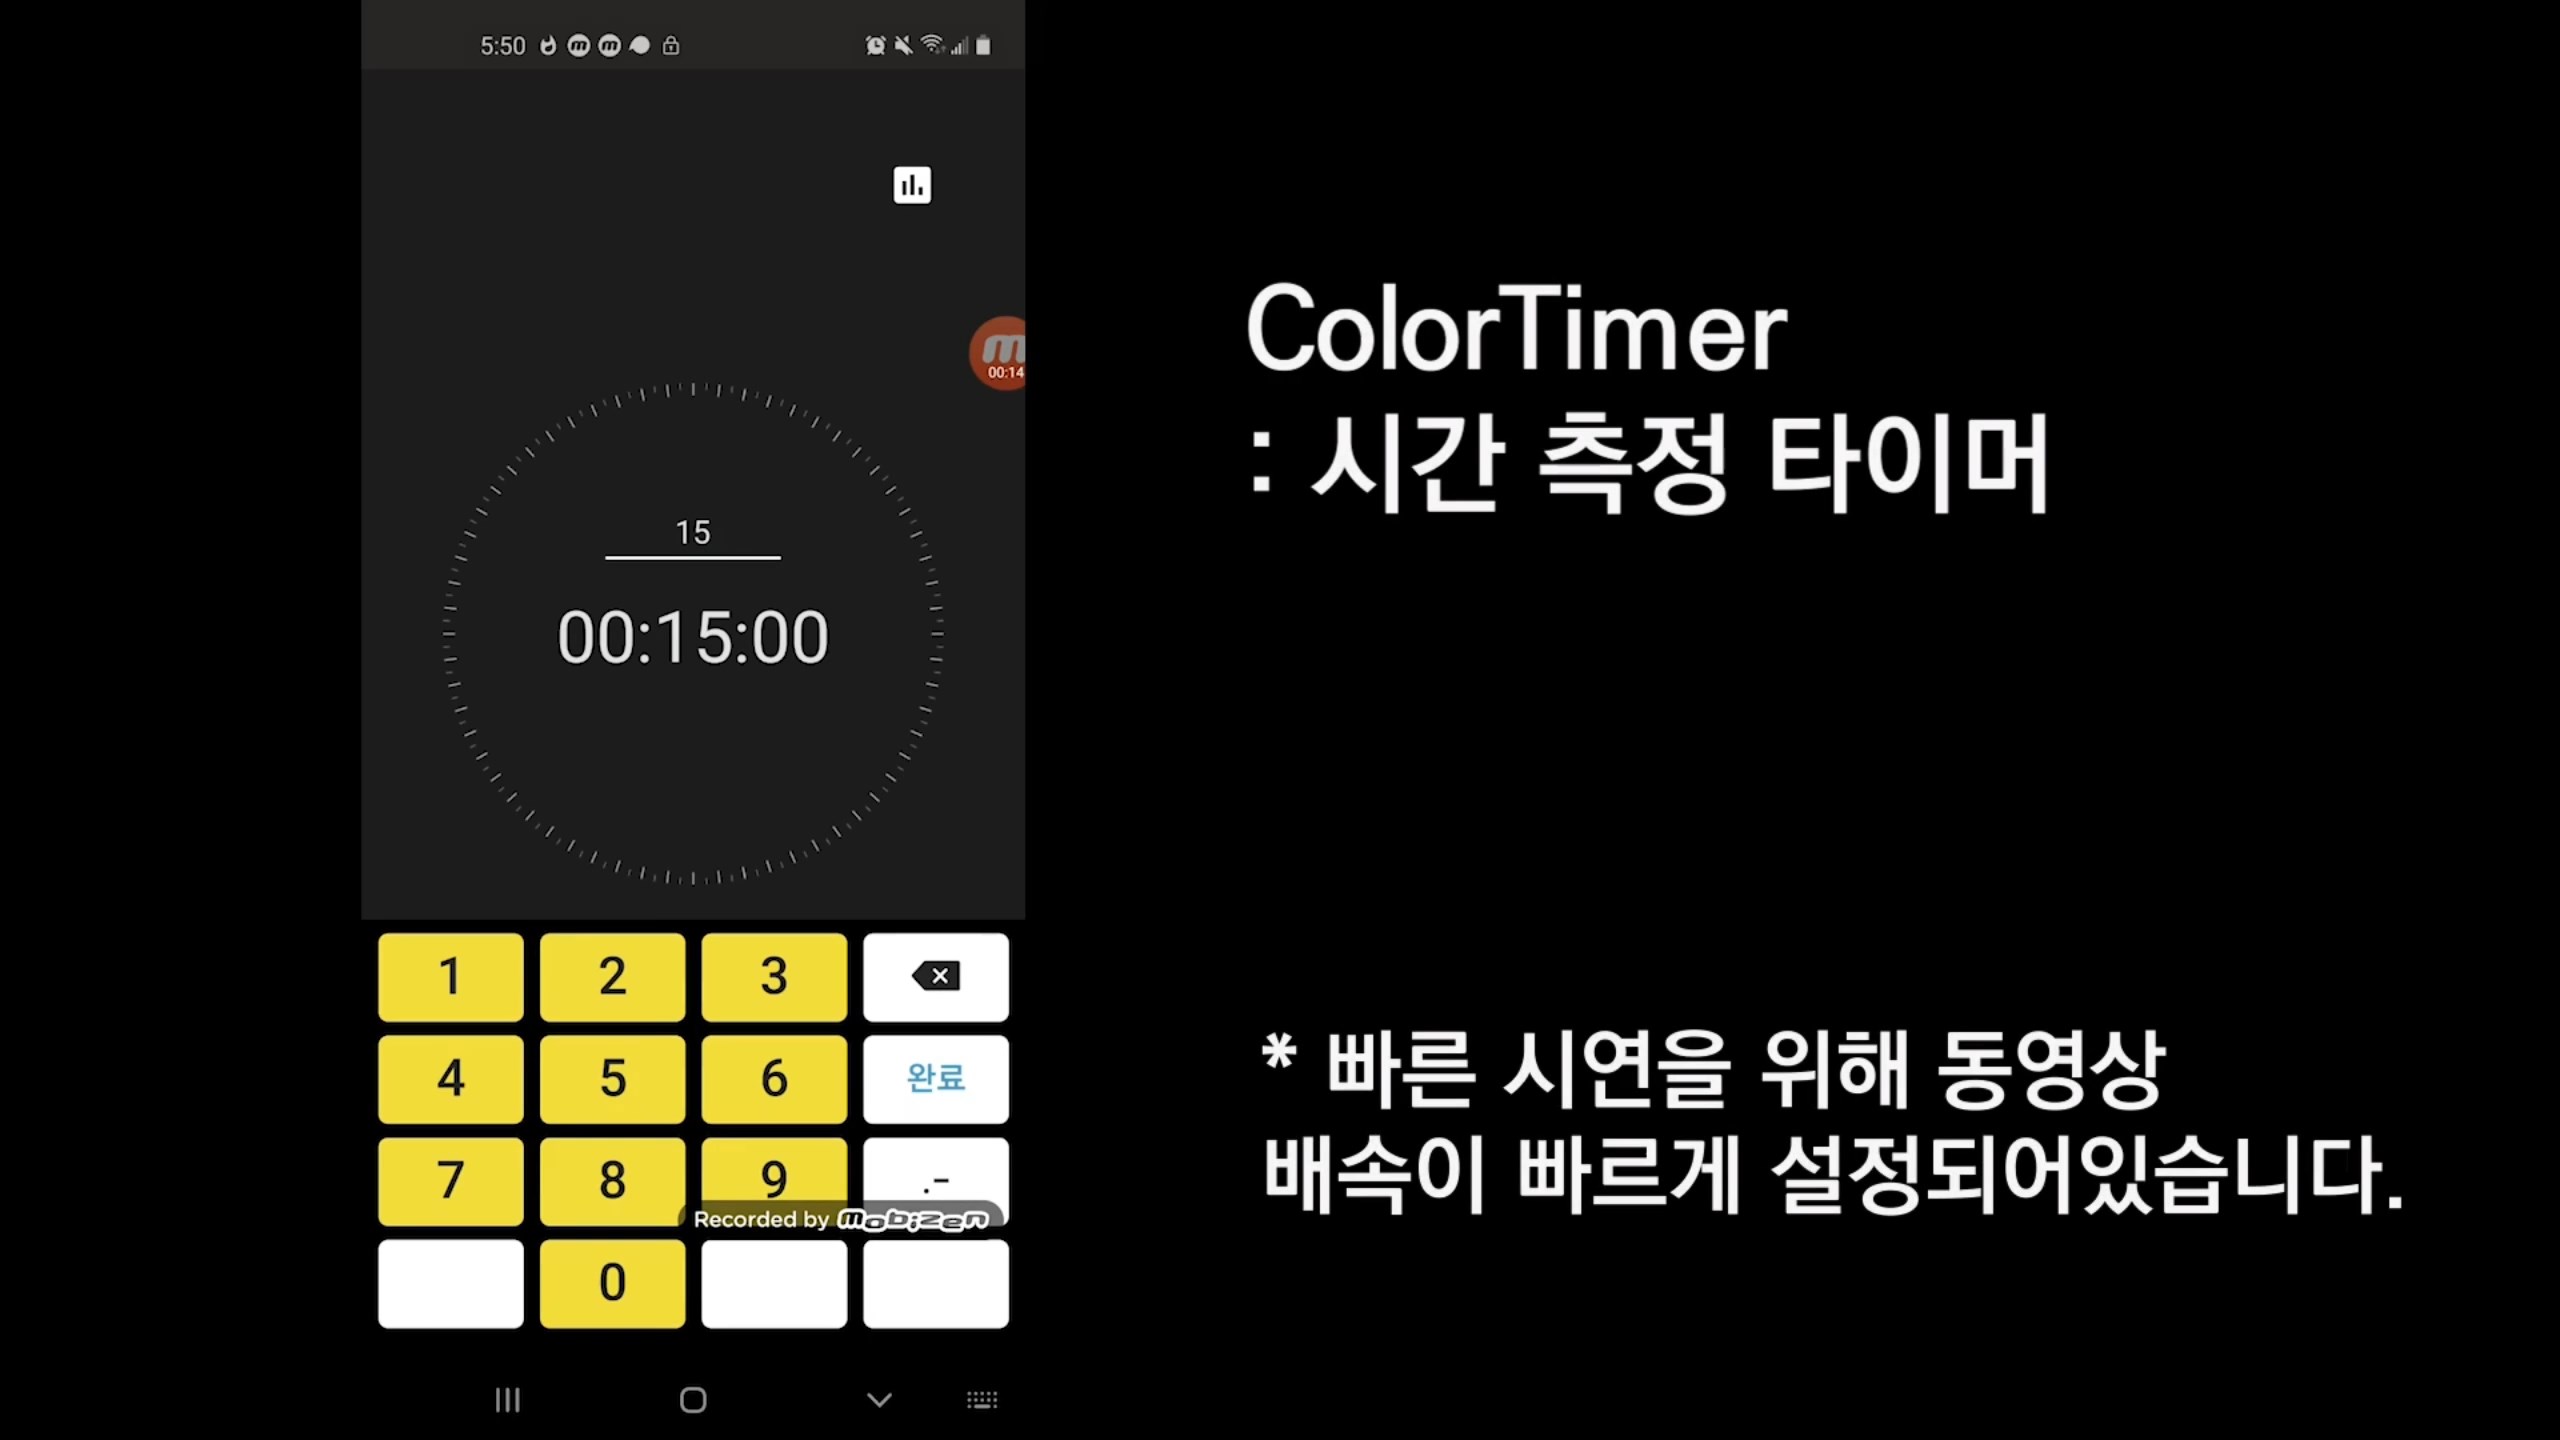 5:50
m
00:14
15
00:15:00
1 2 3
4 5 6 완료
7 8 9 .-
Recorded by mobizen
0
ColorTimer
: 시간 측정 타이머
* 빠른 시연을 위해 동영상
배속이 빠르게 설정되어있습니다.